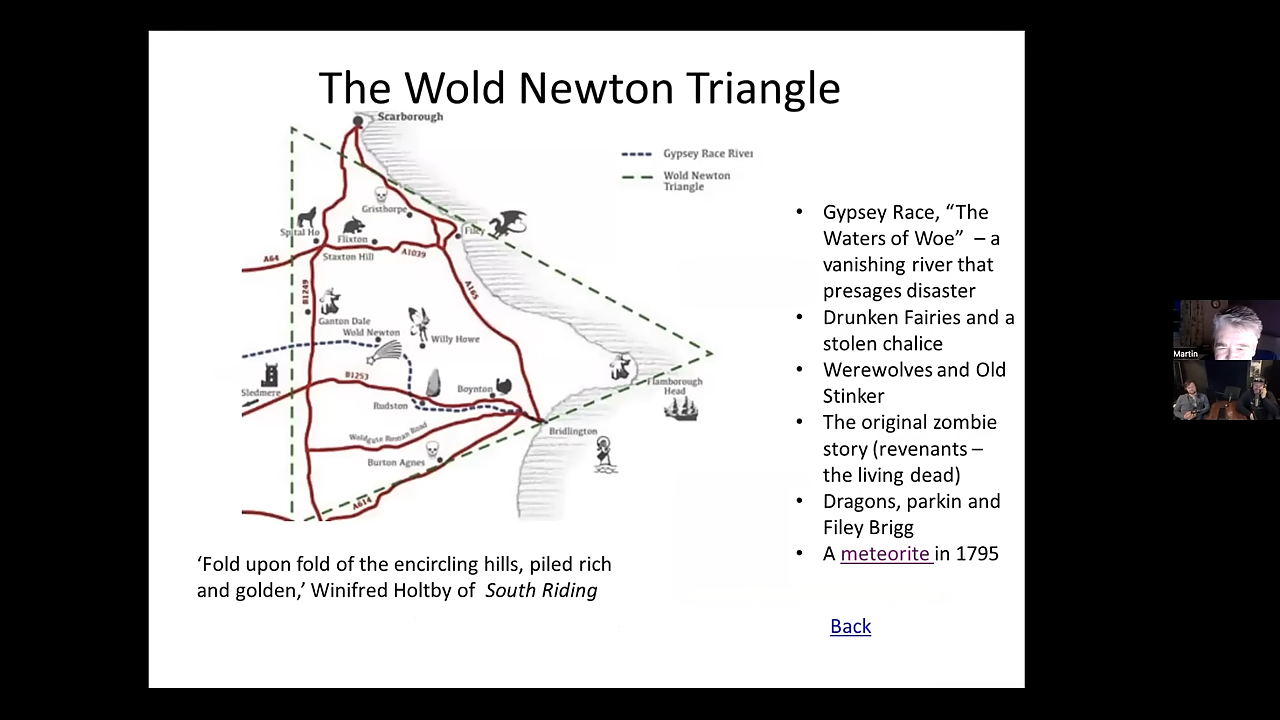 The Wold Newton Triangle
Scarborough
Gypsey Race River
Wold Newton
Triangle
Gristhorpe
Spital Ho
Flixton
Filey
A64
Staxton Hill
A1039
B1249
A165
Ganton Dale
Wold Newton
Willy Howe
B1253
Sledmere
Boynton
Rudston
Flamborough
Head
Woldgate Roman Road
Bridlington
Burton Agnes
A614
• Gypsey Race, “The
Waters of Woe” – a
vanishing river that
presages disaster
• Drunken Fairies and a
stolen chalice
• Werewolves and Old
Stinker
• The original zombie
story (revenants –
the living dead)
• Dragons, parkin and
Filey Brigg
• A meteorite in 1795
‘Fold upon fold of the encircling hills, piled rich
and golden,’ Winifred Holtby of South Riding
Back
Martin